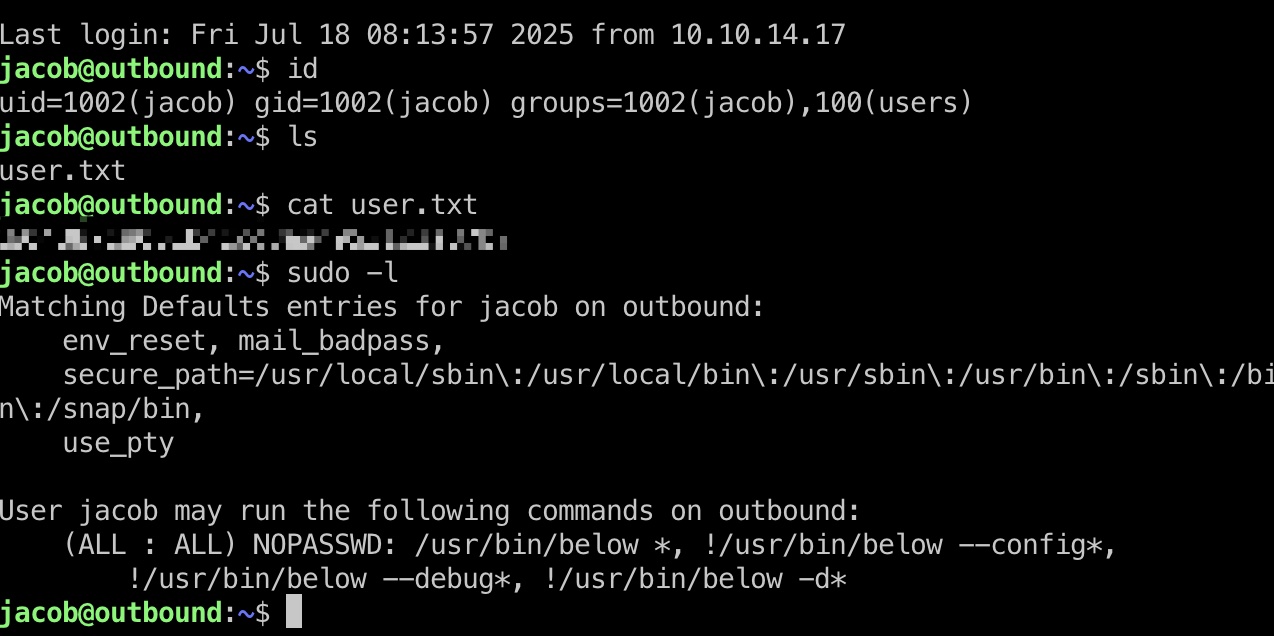 Last login: Fri Jul 18 08:13:57 2025 from 10.10.14.17
jacob@outbound:~$ id
uid=1002(jacob) gid=1002(jacob) groups=1002(jacob),100(users)
jacob@outbound:~$ ls
user.txt
jacob@outbound:~$ cat user.txt
jacob@outbound:~$ sudo -l
Matching Defaults entries for jacob on outbound:
    env_reset, mail_badpass,
    secure_path=/usr/local/sbin\:/usr/local/bin\:/usr/sbin\:/usr/bin\:/sbin\:/bi
n\:/snap/bin,
    use_pty

User jacob may run the following commands on outbound:
    (ALL : ALL) NOPASSWD: /usr/bin/below *, !/usr/bin/below --config*,
        !/usr/bin/below --debug*, !/usr/bin/below -d*
jacob@outbound:~$